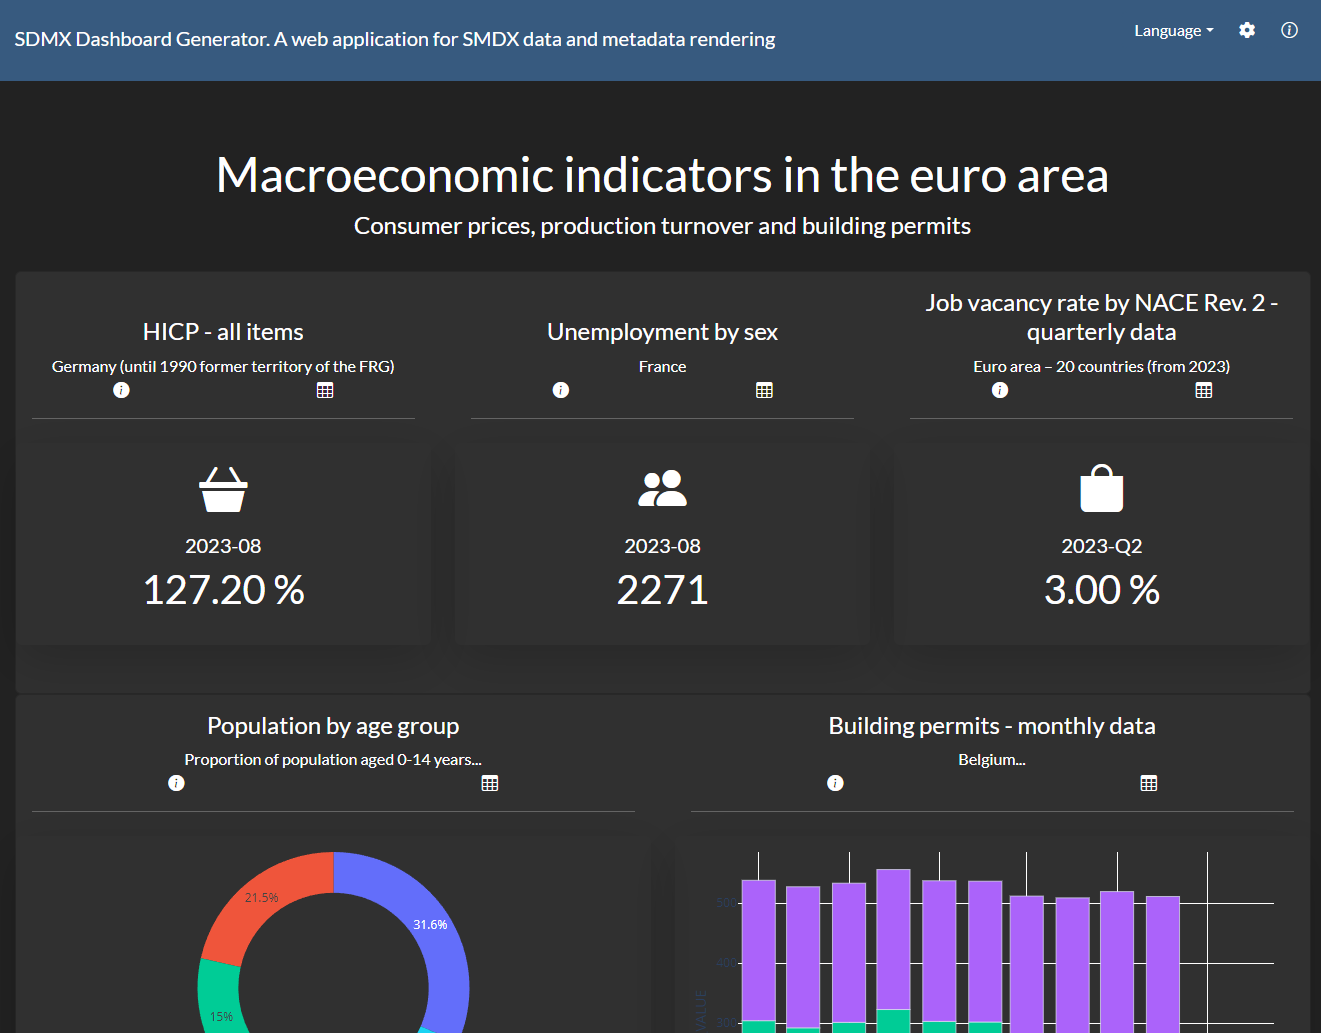 SDMX Dashboard Generator. A web application for SMDX data and metadata rendering
Language
Macroeconomic indicators in the euro area
Consumer prices, production turnover and building permits
HICP - all items
Germany (until 1990 former territory of the FRG)
Unemployment by sex
France
Job vacancy rate by NACE Rev. 2 -
quarterly data
Euro area – 20 countries (from 2023)
2023-08
127.20 %
2023-08
2271
2023-Q2
3.00 %
Population by age group
Proportion of population aged 0-14 years...
Building permits - monthly data
Belgium...
21.5%
31.6%
15%
500
400
300
VALUE